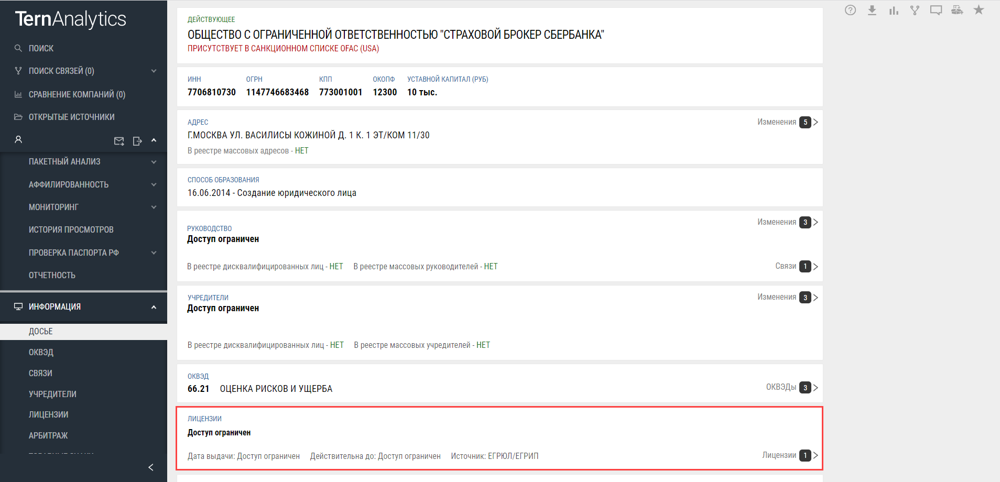 TernAnalytics
ПОИСК
ПОИСК СВЯЗЕЙ (0)
СРАВНЕНИЕ КОМПАНИЙ (0)
ОТКРЫТЫЕ ИСТОЧНИКИ
ПАКЕТНЫЙ АНАЛИЗ
АФФИЛИРОВАННОСТЬ
МОНИТОРИНГ
ИСТОРИЯ ПРОСМОТРОВ
ПРОВЕРКА ПАСПОРТА РФ
ОТЧЕТНОСТЬ
ИНФОРМАЦИЯ
ДОСЬЕ
ОКВЭД
СВЯЗИ
УЧРЕДИТЕЛИ
ЛИЦЕНЗИИ
АРБИТРАЖ
ДЕЙСТВУЮЩЕЕ
ОБЩЕСТВО С ОГРАНИЧЕННОЙ ОТВЕТСТВЕННОСТЬЮ "СТРАХОВОЙ БРОКЕР СБЕРБАНКА"
ПРИСУТСТВУЕТ В САНКЦИОННОМ СПИСКЕ OFAC (USA)
ИНН ОГРН КПП ОКОПФ УСТАВНОЙ КАПИТАЛ (РУБ)
7706810730 1147746683468 773001001 12300 10 тыс.
АДРЕС Изменения 5
Г.МОСКВА УЛ. ВАСИЛИСЫ КОЖИНОЙ Д. 1 К. 1 ЭТ/КОМ 11/30
В реестре массовых адресов - НЕТ
СПОСОБ ОБРАЗОВАНИЯ
16.06.2014 - Создание юридического лица
Изменения 3
РУКОВОДСТВО
Доступ ограничен
В реестре дисквалифицированных лиц - НЕТ В реестре массовых руководителей - НЕТ Связи 1
УЧРЕДИТЕЛИ Изменения 3
Доступ ограничен
В реестре дисквалифицированных лиц - НЕТ В реестре массовых учредителей - НЕТ
ОКВЭД
66.21 ОЦЕНКА РИСКОВ И УЩЕРБА ОКВЭДы 3
ЛИЦЕНЗИИ
Доступ ограничен
Дата выдачи: Доступ ограничен Действительна до: Доступ ограничен Источник: ЕГРЮЛ/ЕГРИП Лицензии 1